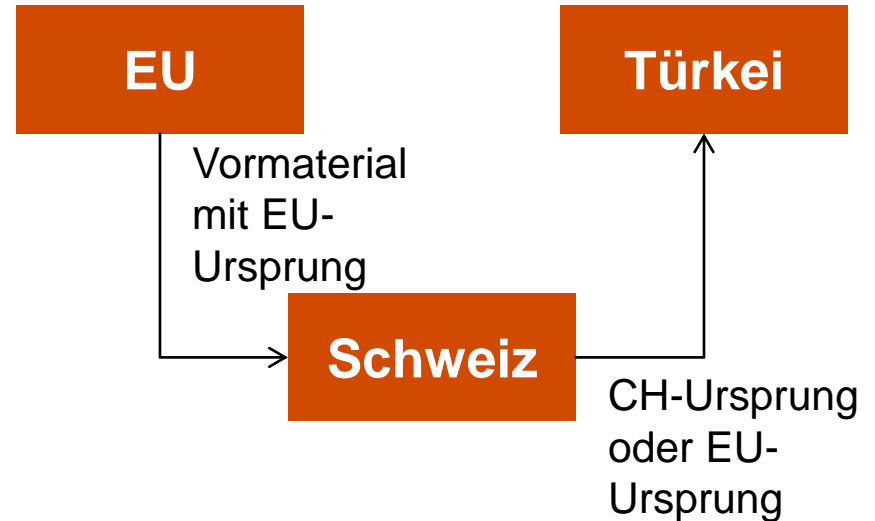 EU
Türkei
Vormaterial
mit EU-
Ursprung
Schweiz
CH-Ursprung
oder EU-
Ursprung